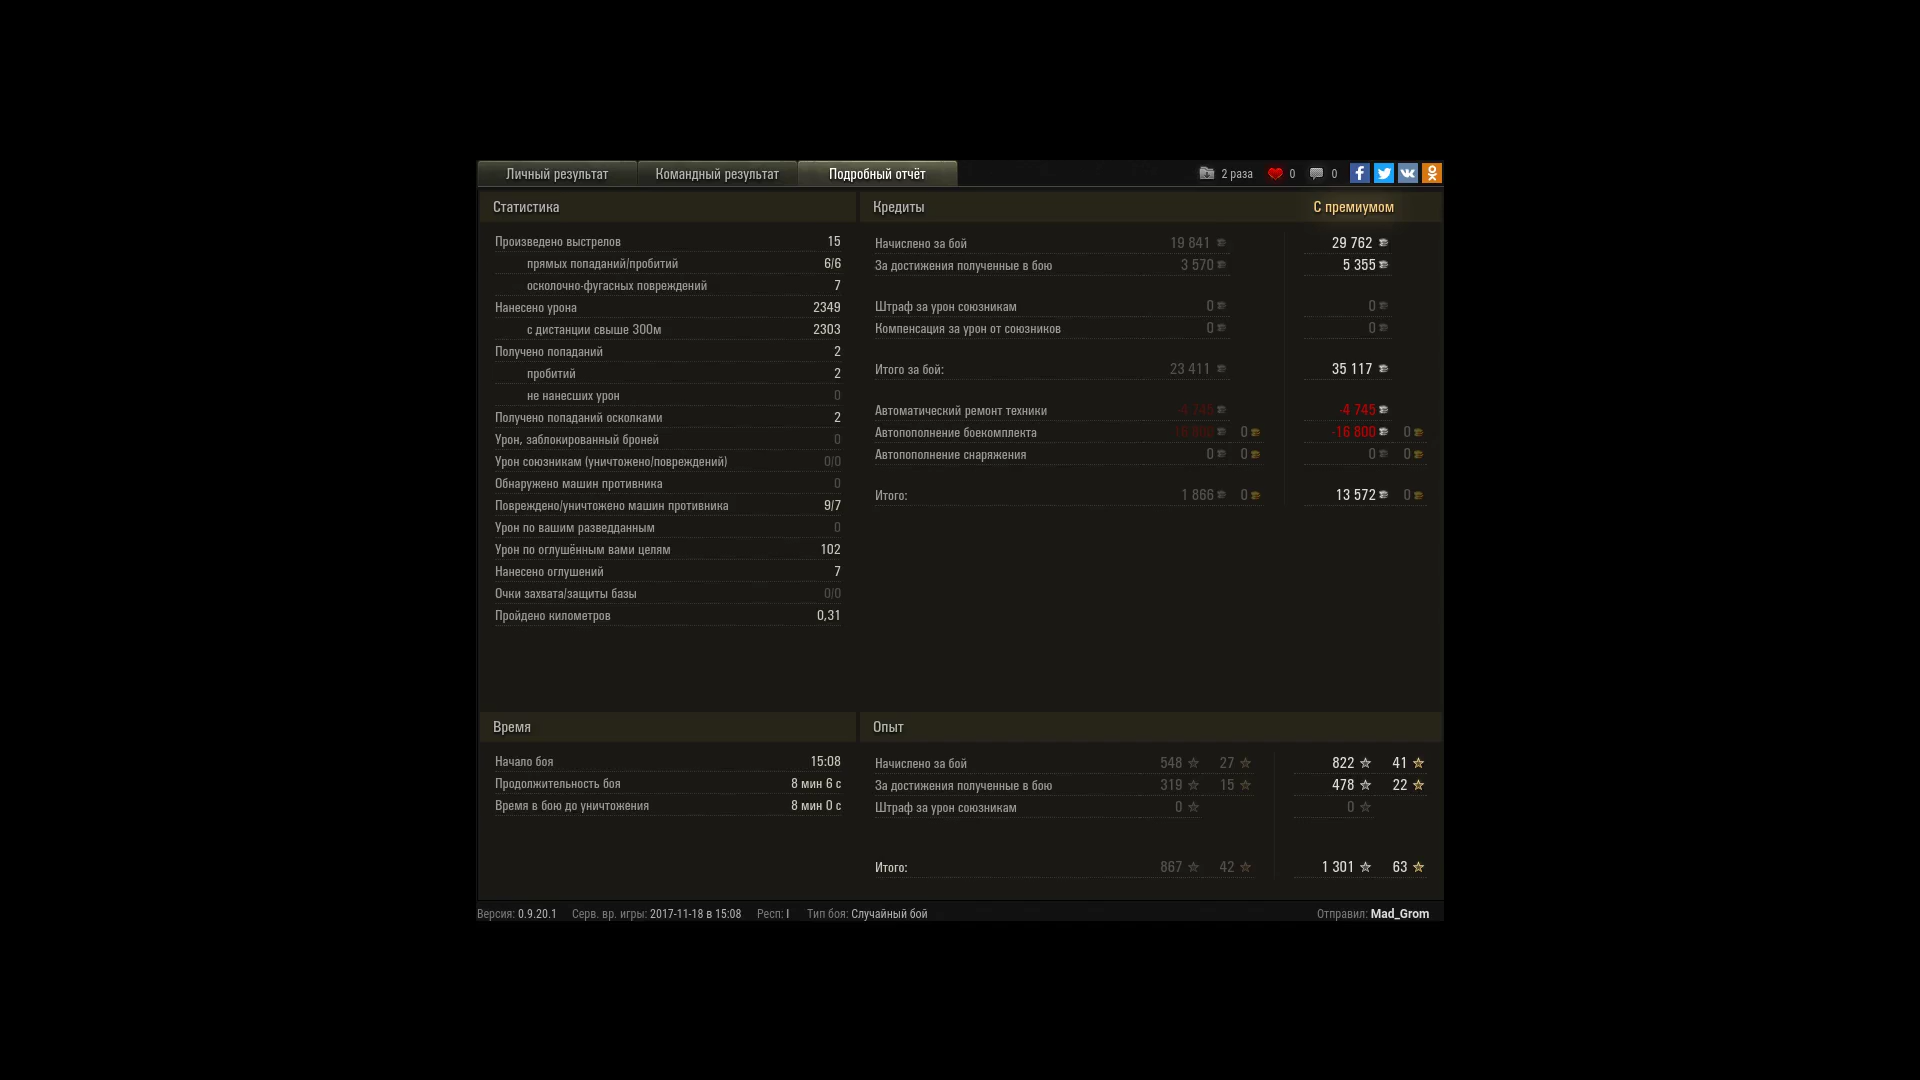 Личный результат Командный результат Подробный отчёт 2 раза 0 0
Статистика
Произведено выстрелов 15
прямых попаданий/пробитий 6/6
осколочно-фугасных повреждений 7
Нанесено урона 2349
с дистанции свыше 300м 2303
Получено попаданий 2
пробитий 2
не нанесших урон 0
Получено попаданий осколками 2
Урон, заблокированный броней 0
Урон союзникам (уничтожено/повреждений) 0/0
Обнаружено машин противника 0
Повреждено/уничтожено машин противника 9/7
Урон по вашим разведданным 0
Урон по оглушённым вами целям 102
Нанесено оглушений 7
Очки захвата/защиты базы 0/0
Пройдено километров 0,31
Кредиты С премиумом
Начислено за бой 19 841 29 762
За достижения полученные в бою 3 570 5 355
Штраф за урон союзникам 0 0
Компенсация за урон от союзников 0 0
Итого за бой: 23 411 35 117
Автоматический ремонт техники -4 745 -4 745
Автопополнение боекомплекта -16 800 0 -16 800 0
Автопополнение снаряжения 0 0 0 0
Итого: 1 866 0 13 572 0
Время
Начало боя 15:08
Продолжительность боя 8 мин 6 с
Время в бою до уничтожения 8 мин 0 с
Опыт
Начислено за бой 548 27 822 41
За достижения полученные в бою 319 15 478 22
Штраф за урон союзникам 0 0
Итого: 867 42 1 301 63
Версия: 0.9.20.1 Серв. вр. игры: 2017-11-18 в 15:08 Респ: I Тип боя: Случайный бой Отправил: Mad_Grom